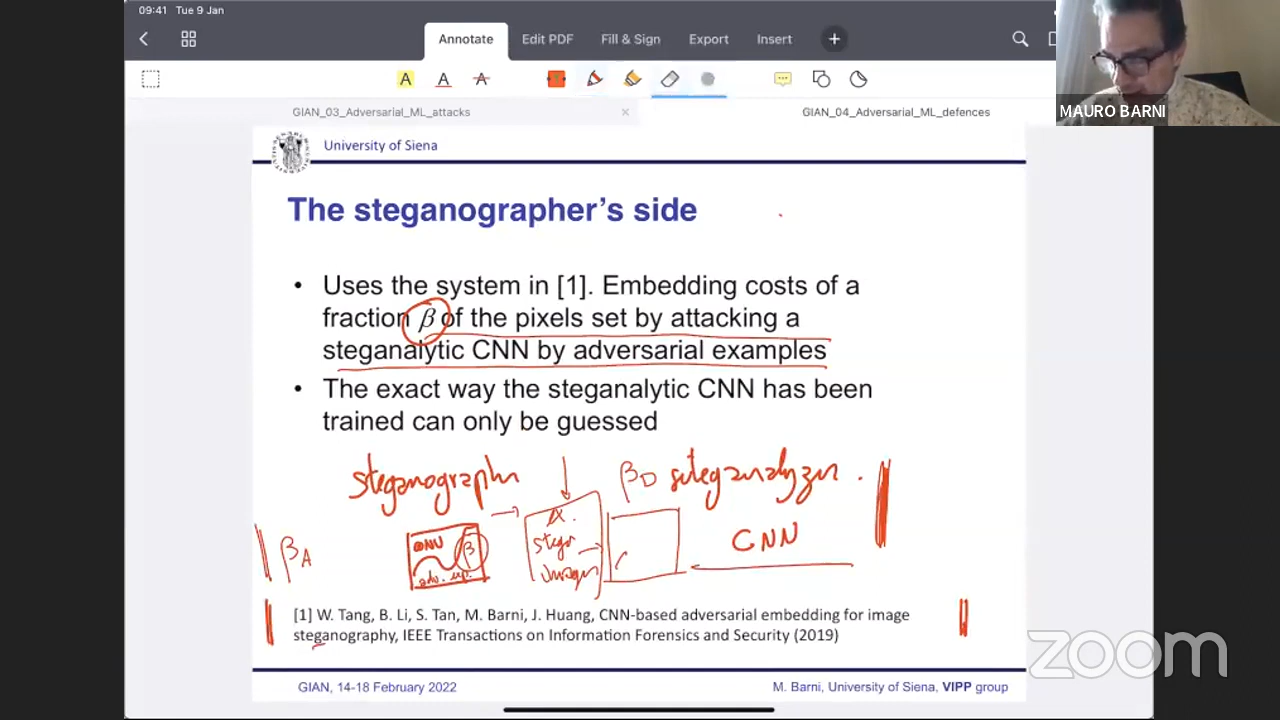 09:41 Tue 9 Jan
Annotate Edit PDF Fill & Sign Export Insert
A A A
GIAN_03_Adversarial_ML_attacks GIAN_04_Adversarial_ML_defences
MAURO BARNI
University of Siena
The steganographer's side
• Uses the system in [1]. Embedding costs of a
fraction β of the pixels set by attacking a
steganalytic CNN by adversarial examples
• The exact way the steganalytic CNN has been
trained can only be guessed
steganographer βD steganalyzer.
CNN
βA
β
stego
images
[1] W. Tang, B. Li, S. Tan, M. Barni, J. Huang, CNN-based adversarial embedding for image
steganography, IEEE Transactions on Information Forensics and Security (2019)
zoom
GIAN, 14-18 February 2022 M. Barni, University of Siena, VIPP group